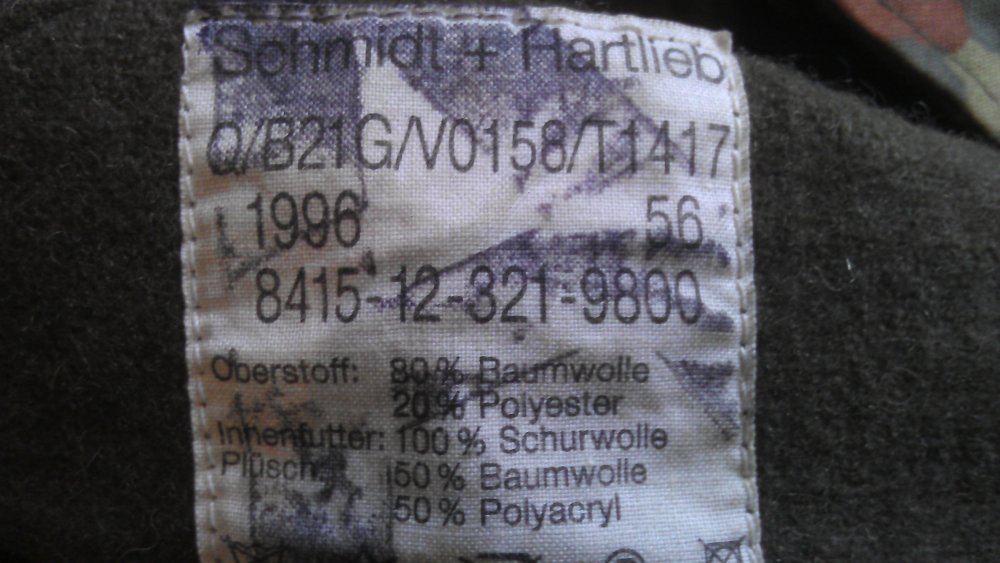 Schmidt + Hartlieb
Q/B21G/V0158/T1417
1996 56
8415-12-321-9800
Oberstoff: 80% Baumwolle
20% Polyester
Innenfutter: 100% Schurwolle
Plüsch: 50% Baumwolle
50% Polyacryl